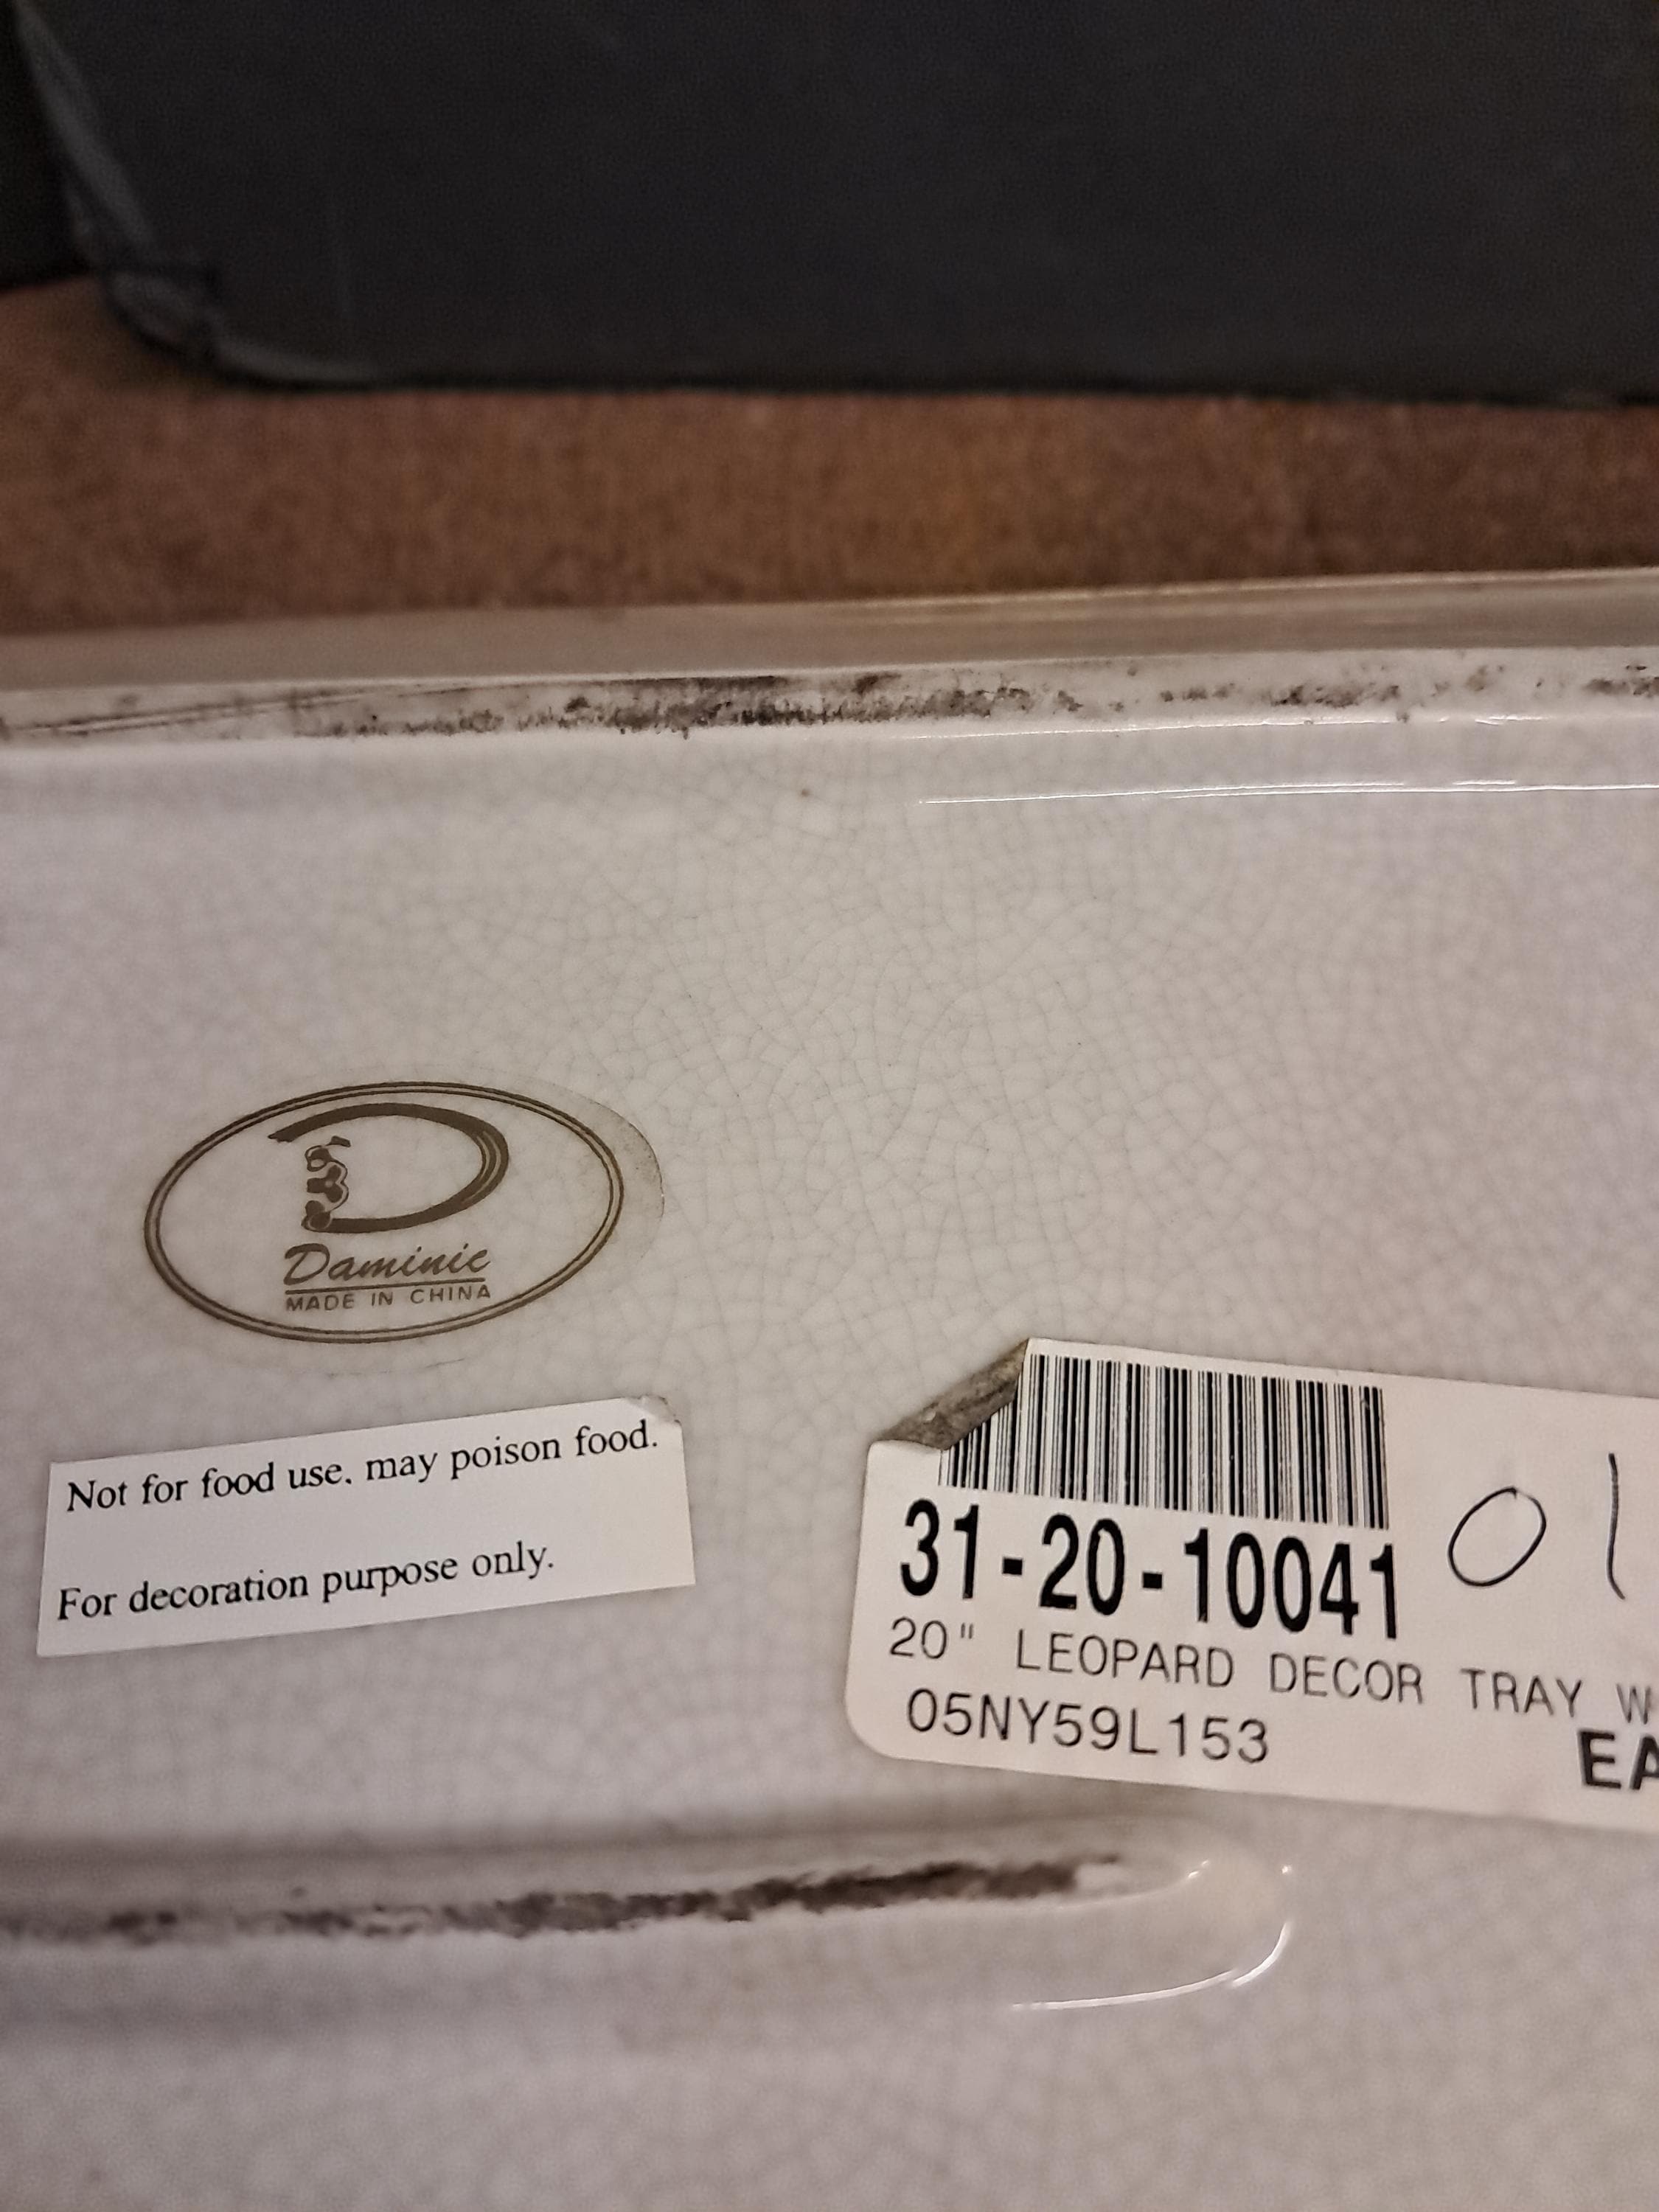 D
Daminic
MADE IN CHINA
Not for food use. may poison food.
For decoration purpose only.
31-20-10041
01
20" LEOPARD DECOR TRAY W
05NY59L153
EA